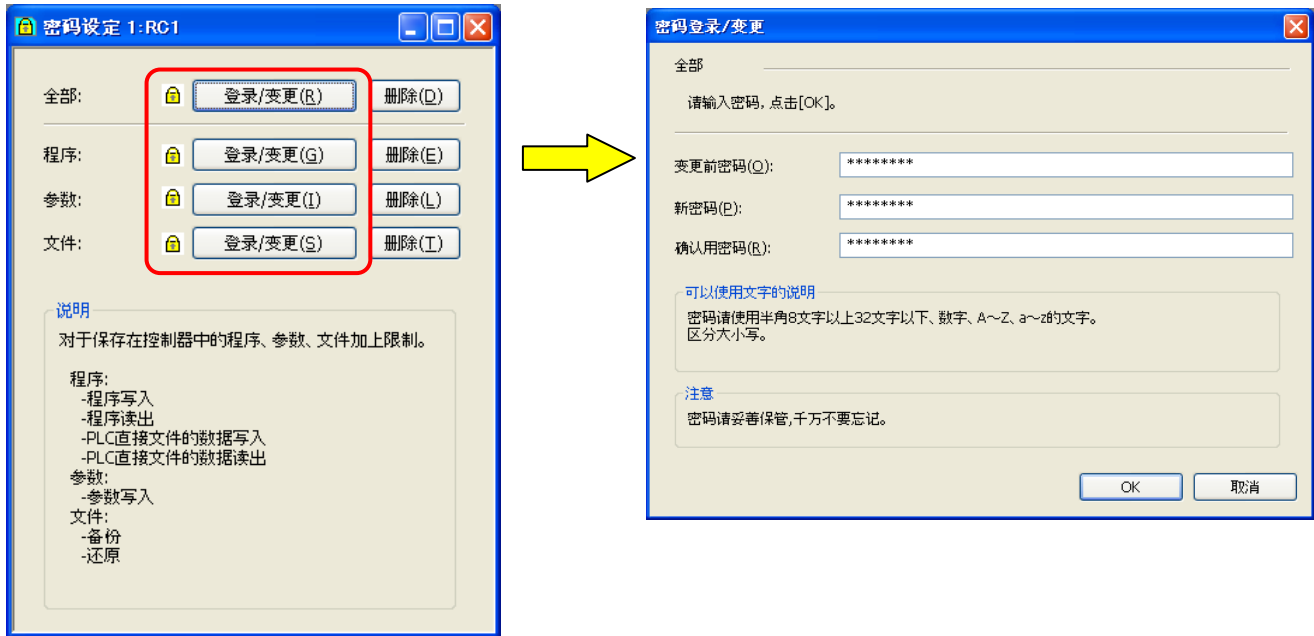 密码设定 1:RC1
全部: 登录/变更(R) 删除(D)
程序: 登录/变更(G) 删除(E)
参数: 登录/变更(I) 删除(L)
文件: 登录/变更(S) 删除(T)
说明
对于保存在控制器中的程序、参数、文件加上限制。
程序:
-程序写入
-程序读出
-PLC直接文件的数据写入
-PLC直接文件的数据读出
参数:
-参数写入
文件:
-备份
-还原
密码登录/变更
全部
请输入密码, 点击[OK]。
变更前密码(O): ********
新密码(P): ********
确认用密码(R): ********
可以使用文字的说明
密码请使用半角8文字以上32文字以下、数字、A～Z、a～z的文字。
区分大小写。
注意
密码请妥善保管,千万不要忘记。
OK 取消